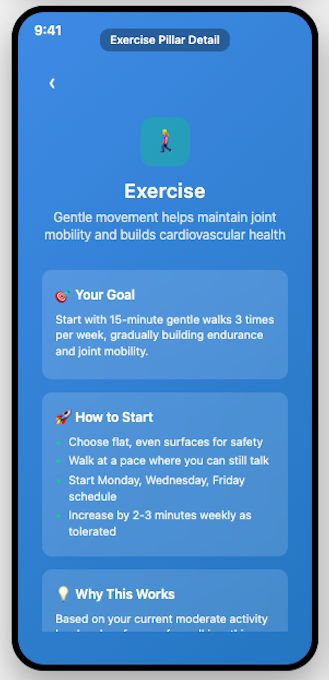 9:41
Exercise Pillar Detail
Exercise
Gentle movement helps maintain joint
mobility and builds cardiovascular health
Your Goal
Start with 15-minute gentle walks 3 times
per week, gradually building endurance
and joint mobility.
How to Start
Choose flat, even surfaces for safety
Walk at a pace where you can still talk
Start Monday, Wednesday, Friday
schedule
Increase by 2-3 minutes weekly as
tolerated
Why This Works
Based on your current moderate activity